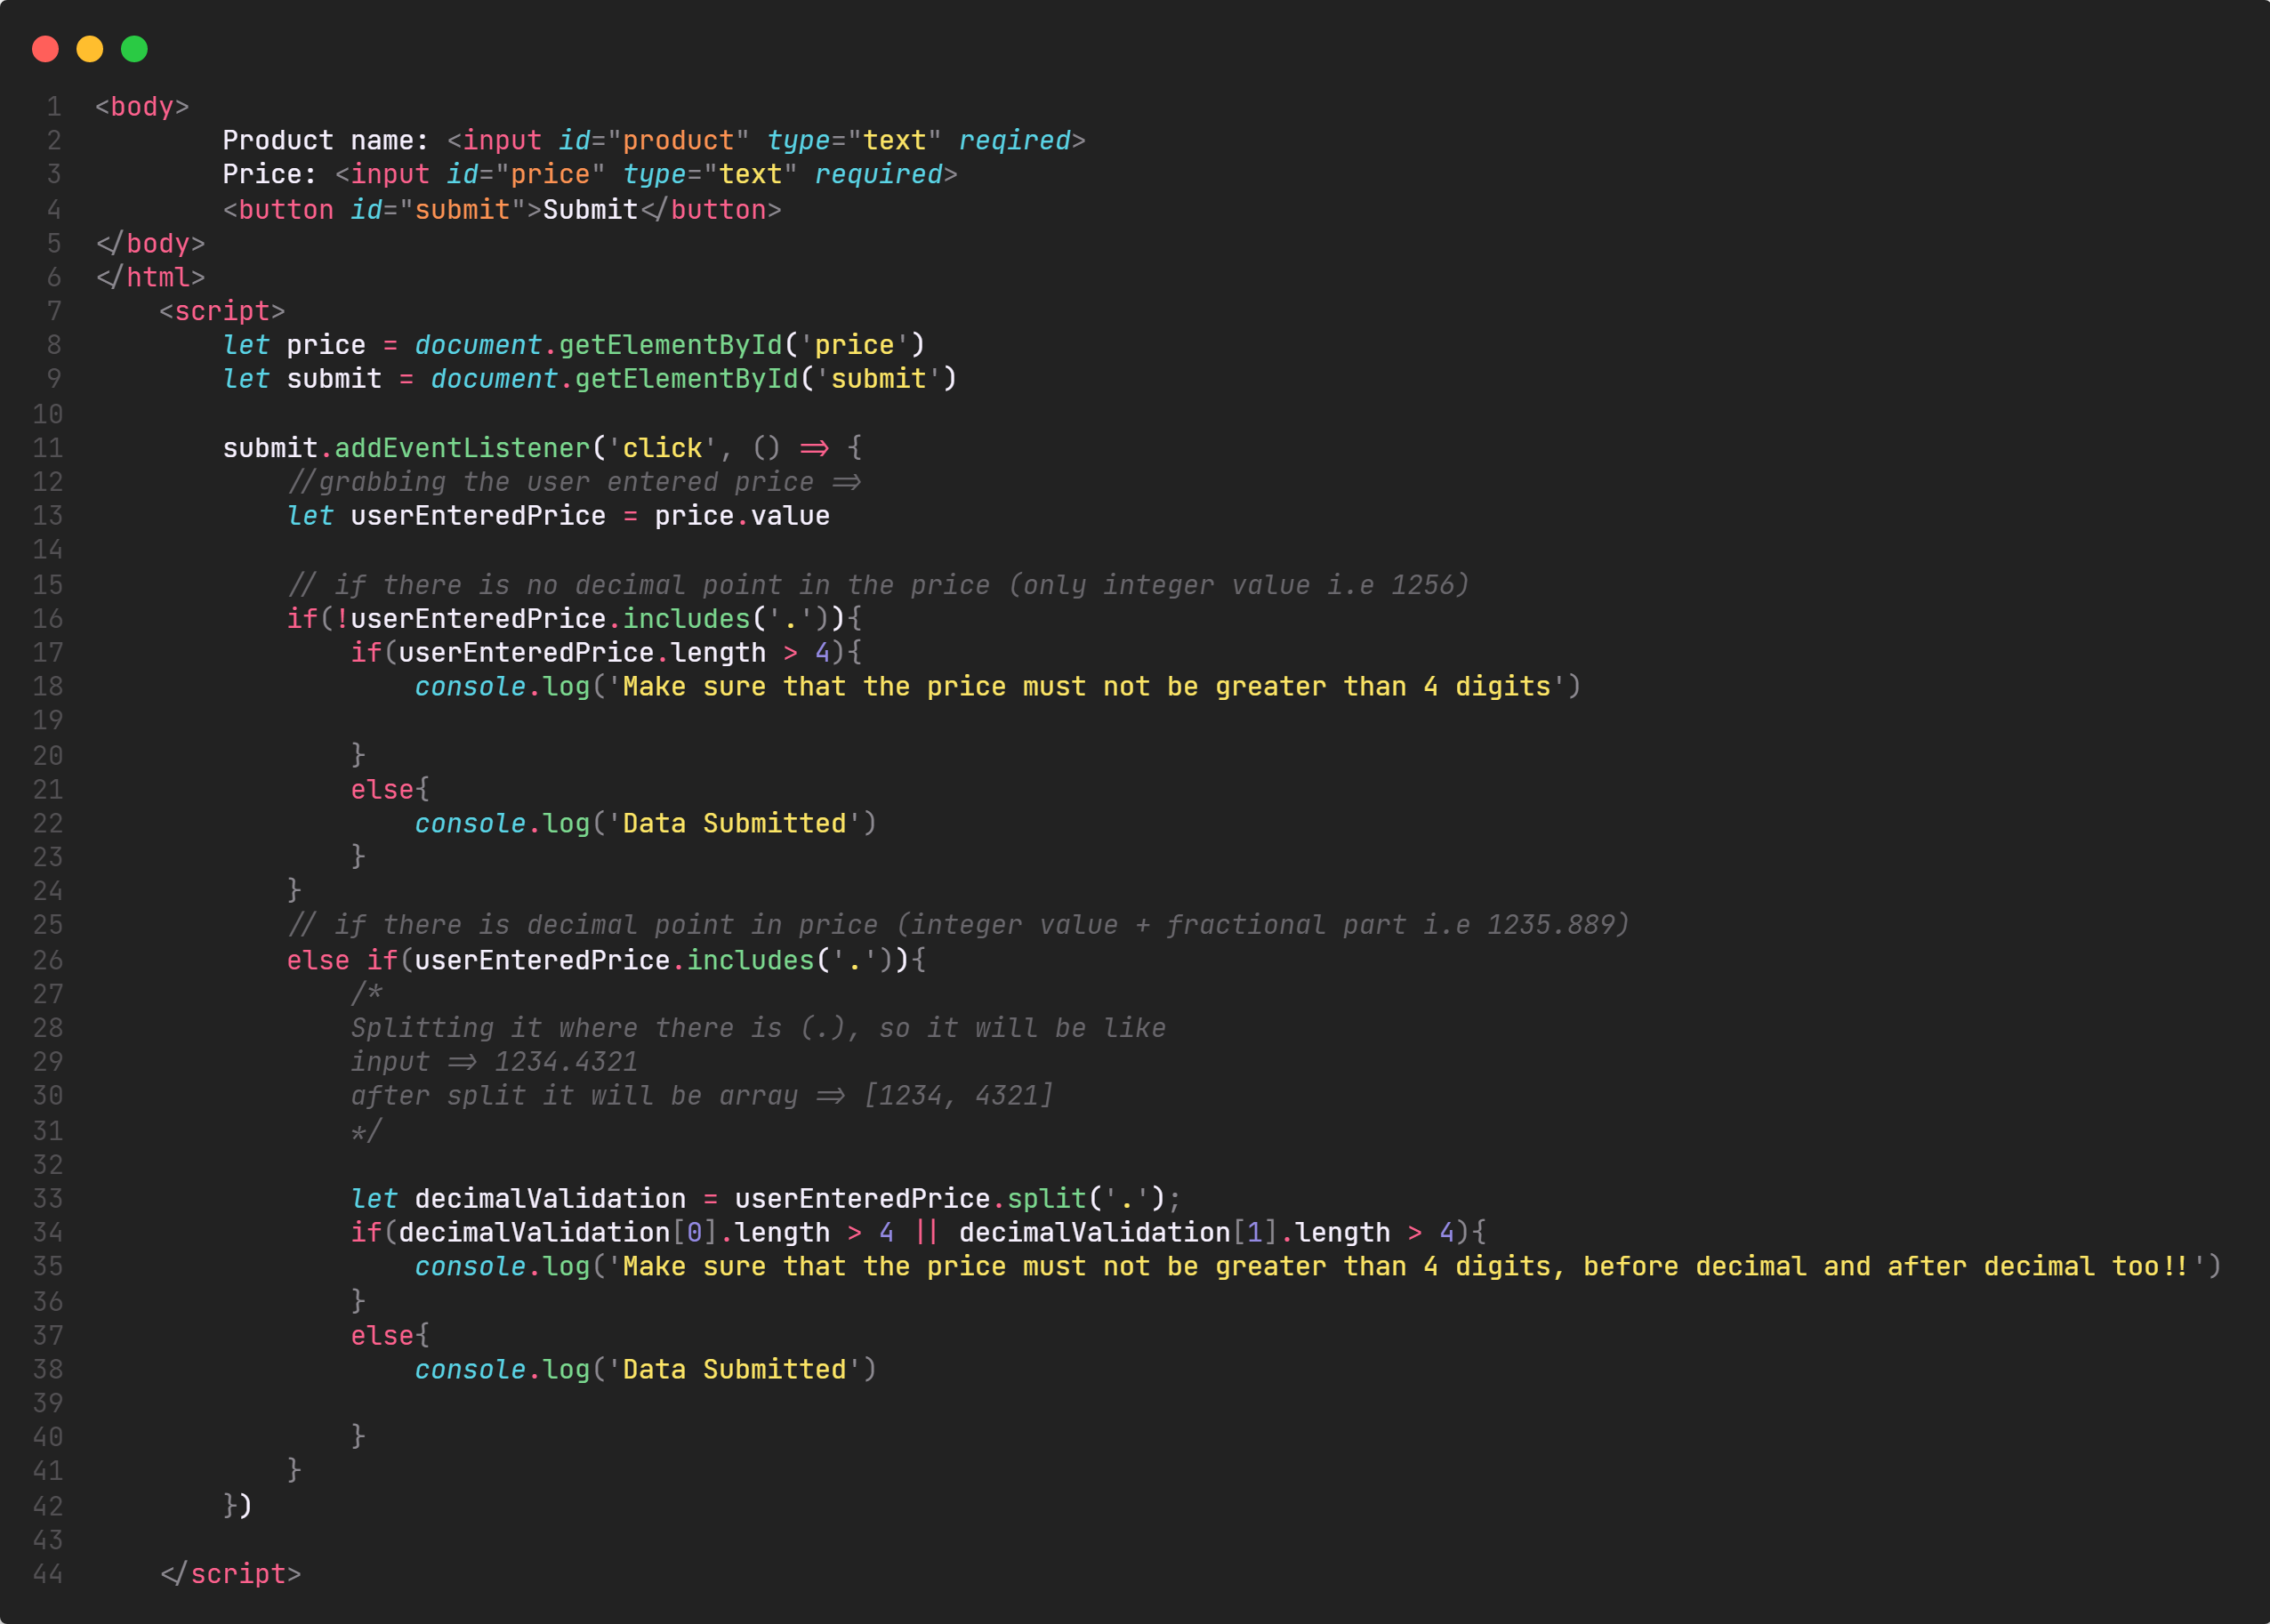 1 <body>
2 Product name: <input id="product" type="text" reqired>
3 Price: <input id="price" type="text" required>
4 <button id="submit">Submit</button>
5 </body>
6 </html>
7 <script>
8 let price = document.getElementById('price')
9 let submit = document.getElementById('submit')
10
11 submit.addEventListener('click', () => {
12 //grabbing the user entered price =>
13 let userEnteredPrice = price.value
14
15 // if there is no decimal point in the price (only integer value i.e 1256)
16 if(!userEnteredPrice.includes('.')){
17 if(userEnteredPrice.length > 4){
18 console.log('Make sure that the price must not be greater than 4 digits')
19
20 }
21 else{
22 console.log('Data Submitted')
23 }
24 }
25 // if there is decimal point in price (integer value + fractional part i.e 1235.889)
26 else if(userEnteredPrice.includes('.')){
27 /*
28 Splitting it where there is (.), so it will be like
29 input => 1234.4321
30 after split it will be array => [1234, 4321]
31 */
32
33 let decimalValidation = userEnteredPrice.split('.');
34 if(decimalValidation[0].length > 4 || decimalValidation[1].length > 4){
35 console.log('Make sure that the price must not be greater than 4 digits, before decimal and after decimal too!!')
36 }
37 else{
38 console.log('Data Submitted')
39
40 }
41 }
42 })
43
44 </script>